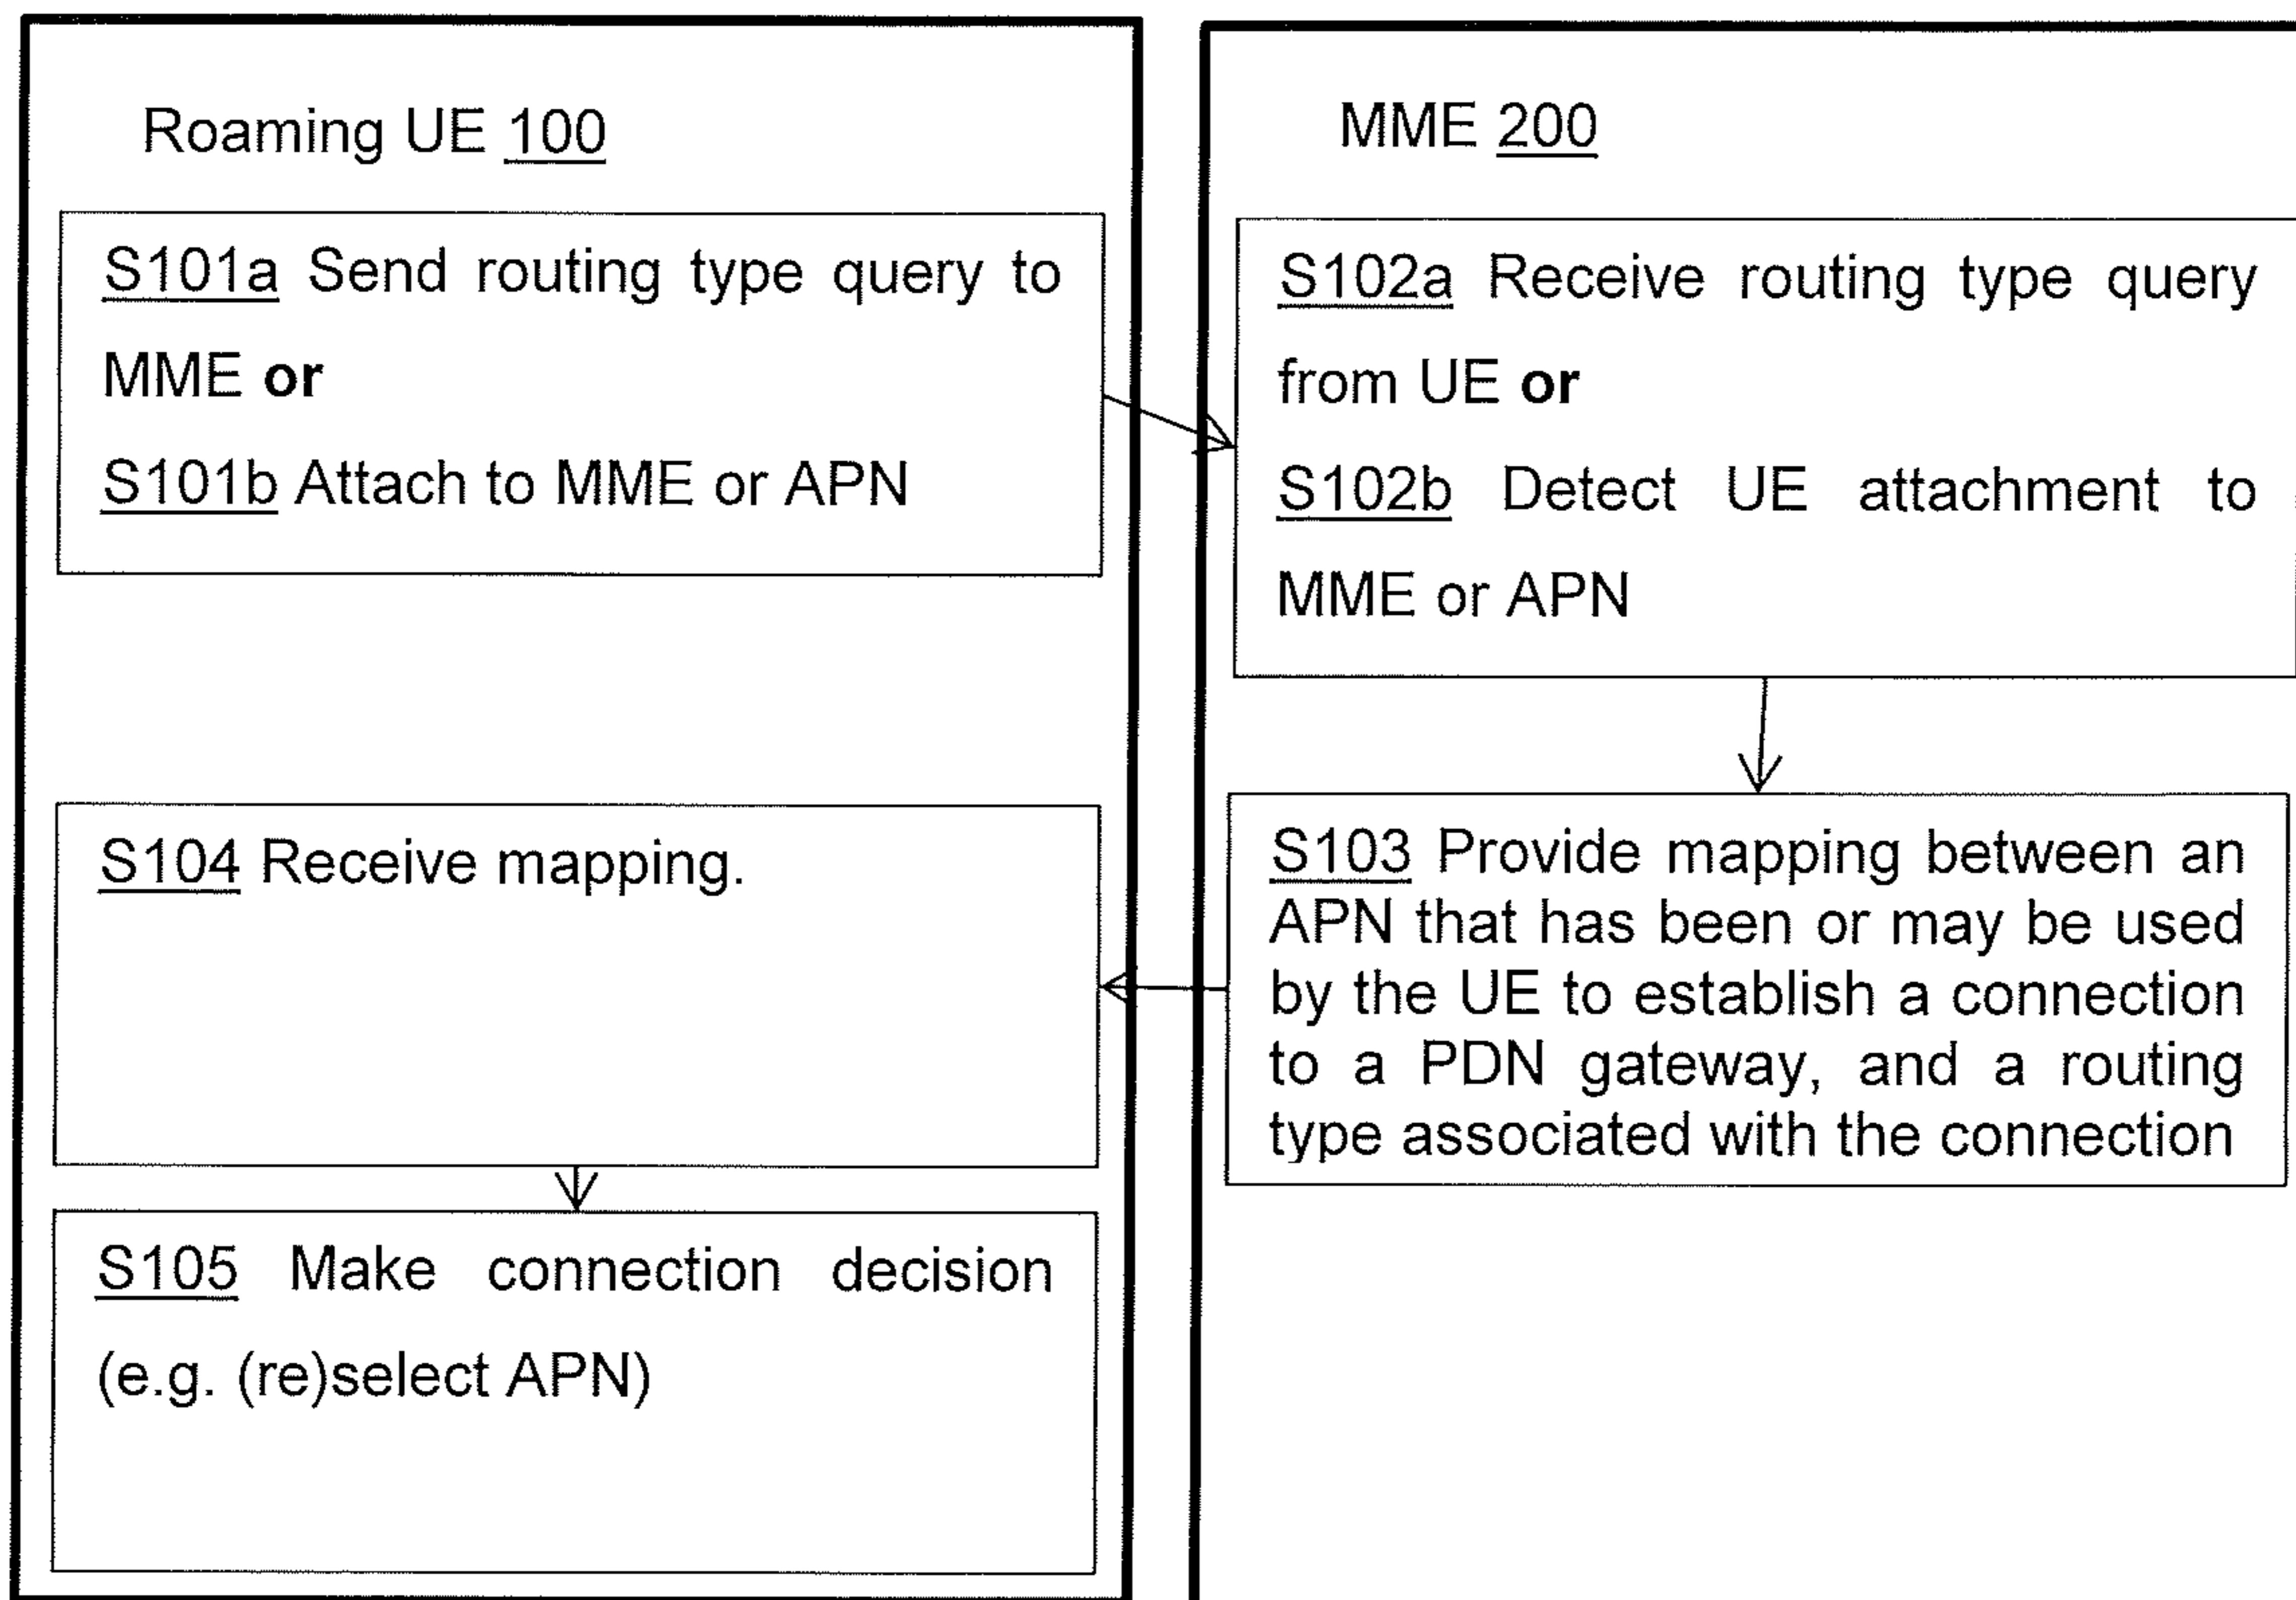 Roaming UE 100
S101a Send routing type query to
MME or
S101b Attach to MME or APN
S104 Receive mapping.
S105 Make connection decision
(e.g. (re)select APN)
MME 200
S102a Receive routing type query
from UE or
S102b Detect UE attachment to
MME or APN
S103 Provide mapping between an
APN that has been or may be used
by the UE to establish a connection
to a PDN gateway, and a routing
type associated with the connection